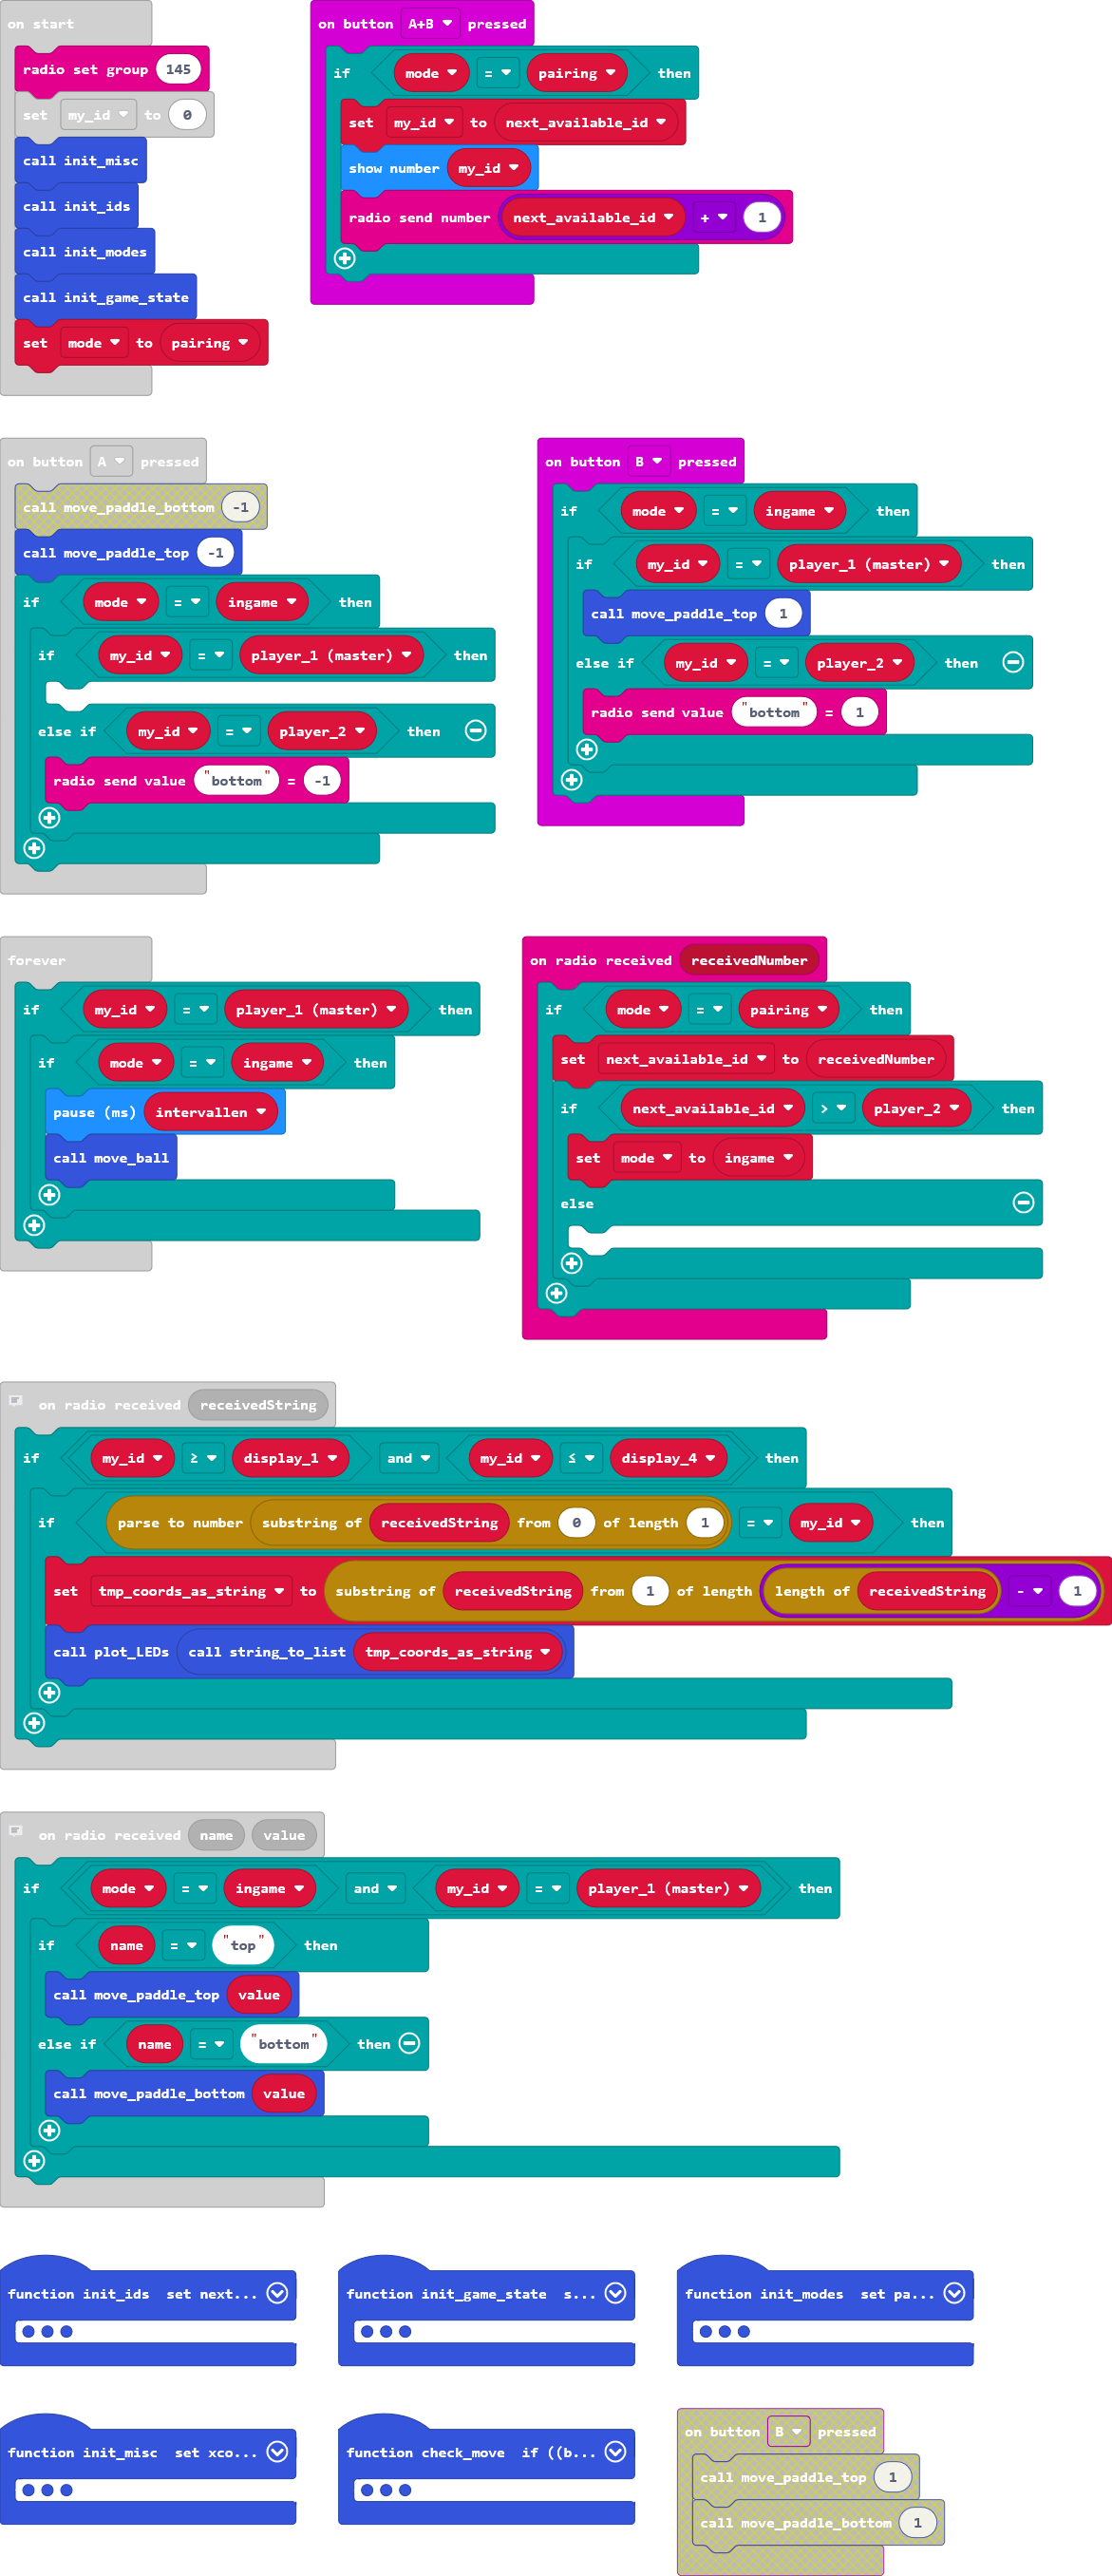 on start
radio set group 145
set my_id to 0
call init_misc
call init_ids
call init_modes
call init_game_state
set mode to pairing
on button A+B pressed
if mode = pairing then
set my_id to next_available_id
show number my_id
radio send number next_available_id + 1
on button A pressed
call move_paddle_bottom -1
call move_paddle_top -1
if mode = ingame then
if my_id = player_1 (master) then
else if my_id = player_2 then
radio send value "bottom" = -1
on button B pressed
if mode = ingame then
if my_id = player_1 (master) then
call move_paddle_top 1
else if my_id = player_2 then
radio send value "bottom" = 1
forever
if my_id = player_1 (master) then
if mode = ingame then
pause (ms) intervallen
call move_ball
on radio received receivedNumber
if mode = pairing then
set next_available_id to receivedNumber
if next_available_id > player_2 then
set mode to ingame
else
on radio received receivedString
if my_id ≥ display_1 and my_id ≤ display_4 then
if parse to number substring of receivedString from 0 of length 1 = my_id then
set tmp_coords_as_string to substring of receivedString from 1 of length length of receivedString - 1
call plot_LEDs call string_to_list tmp_coords_as_string
on radio received name value
if mode = ingame and my_id = player_1 (master) then
if name = "top" then
call move_paddle_top value
else if name = "bottom" then
call move_paddle_bottom value
function init_ids set next...
function init_game_state s...
function init_modes set pa...
function init_misc set xco...
function check_move if ((b...
on button B pressed
call move_paddle_top 1
call move_paddle_bottom 1